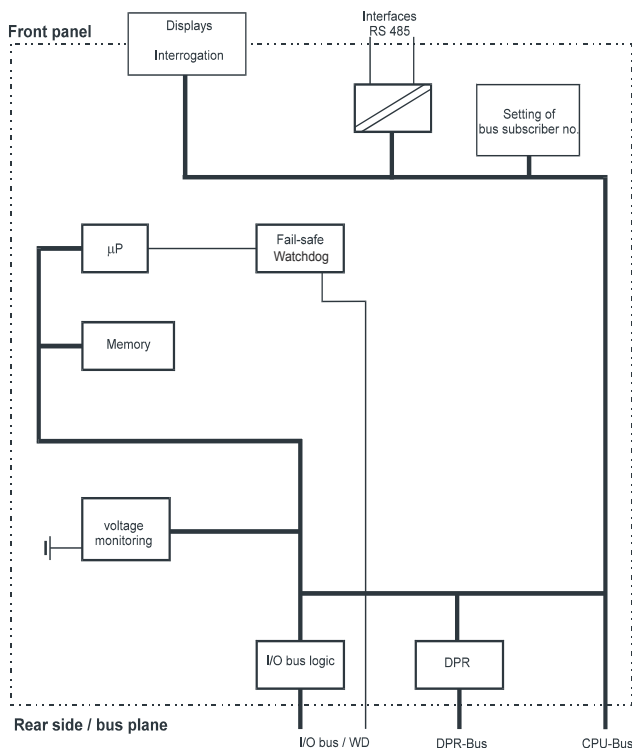 Front panel
Displays
Interrogation
Interfaces
RS 485
Setting of
bus subscriber no.
µP
Fail-safe
Watchdog
Memory
voltage
monitoring
I/O bus logic
DPR
Rear side / bus plane
I/O bus / WD
DPR-Bus
CPU-Bus